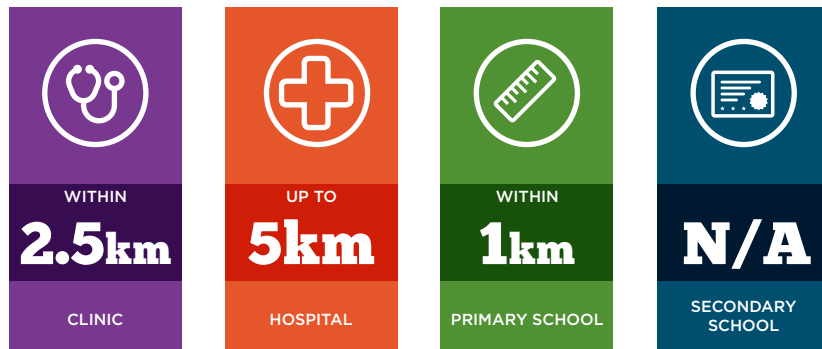 WITHIN
2.5km
CLINIC
UP TO
5km
HOSPITAL
WITHIN
1km
PRIMARY SCHOOL
N/A
SECONDARY
SCHOOL